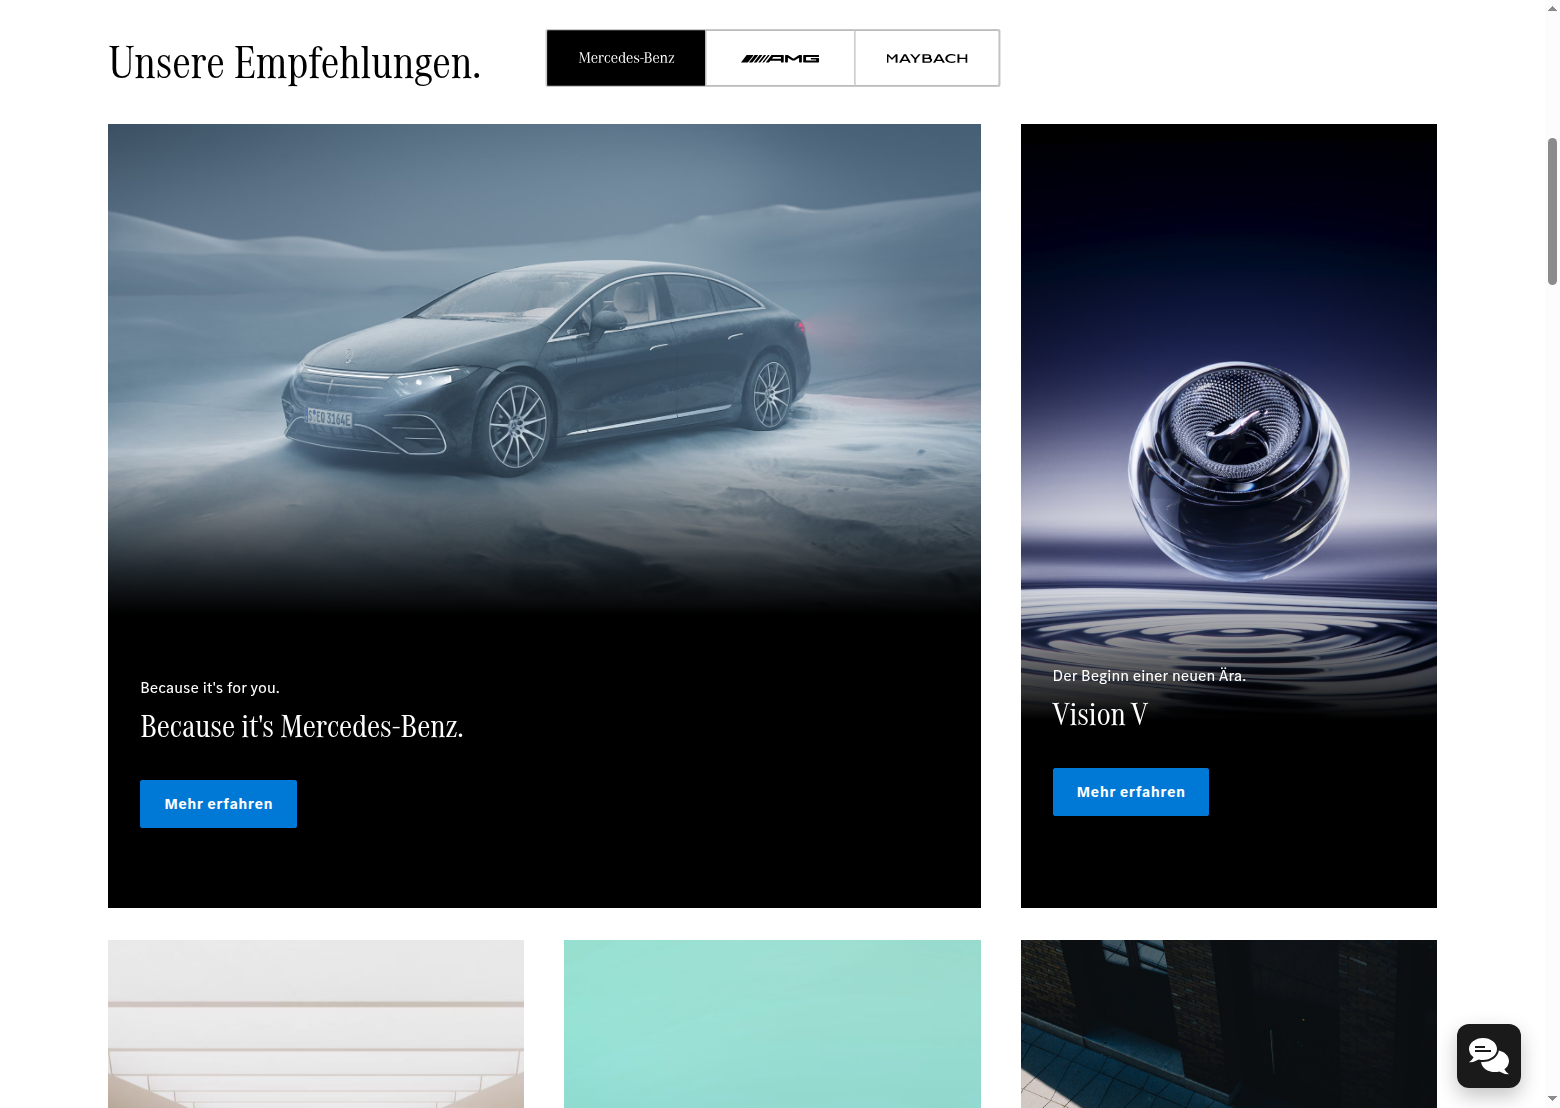 Unsere Empfehlungen.
Mercedes-Benz
AMG
MAYBACH
S EQ 3164E
Because it's for you.
Because it's Mercedes-Benz.
Mehr erfahren
Der Beginn einer neuen Ära.
Vision V
Mehr erfahren